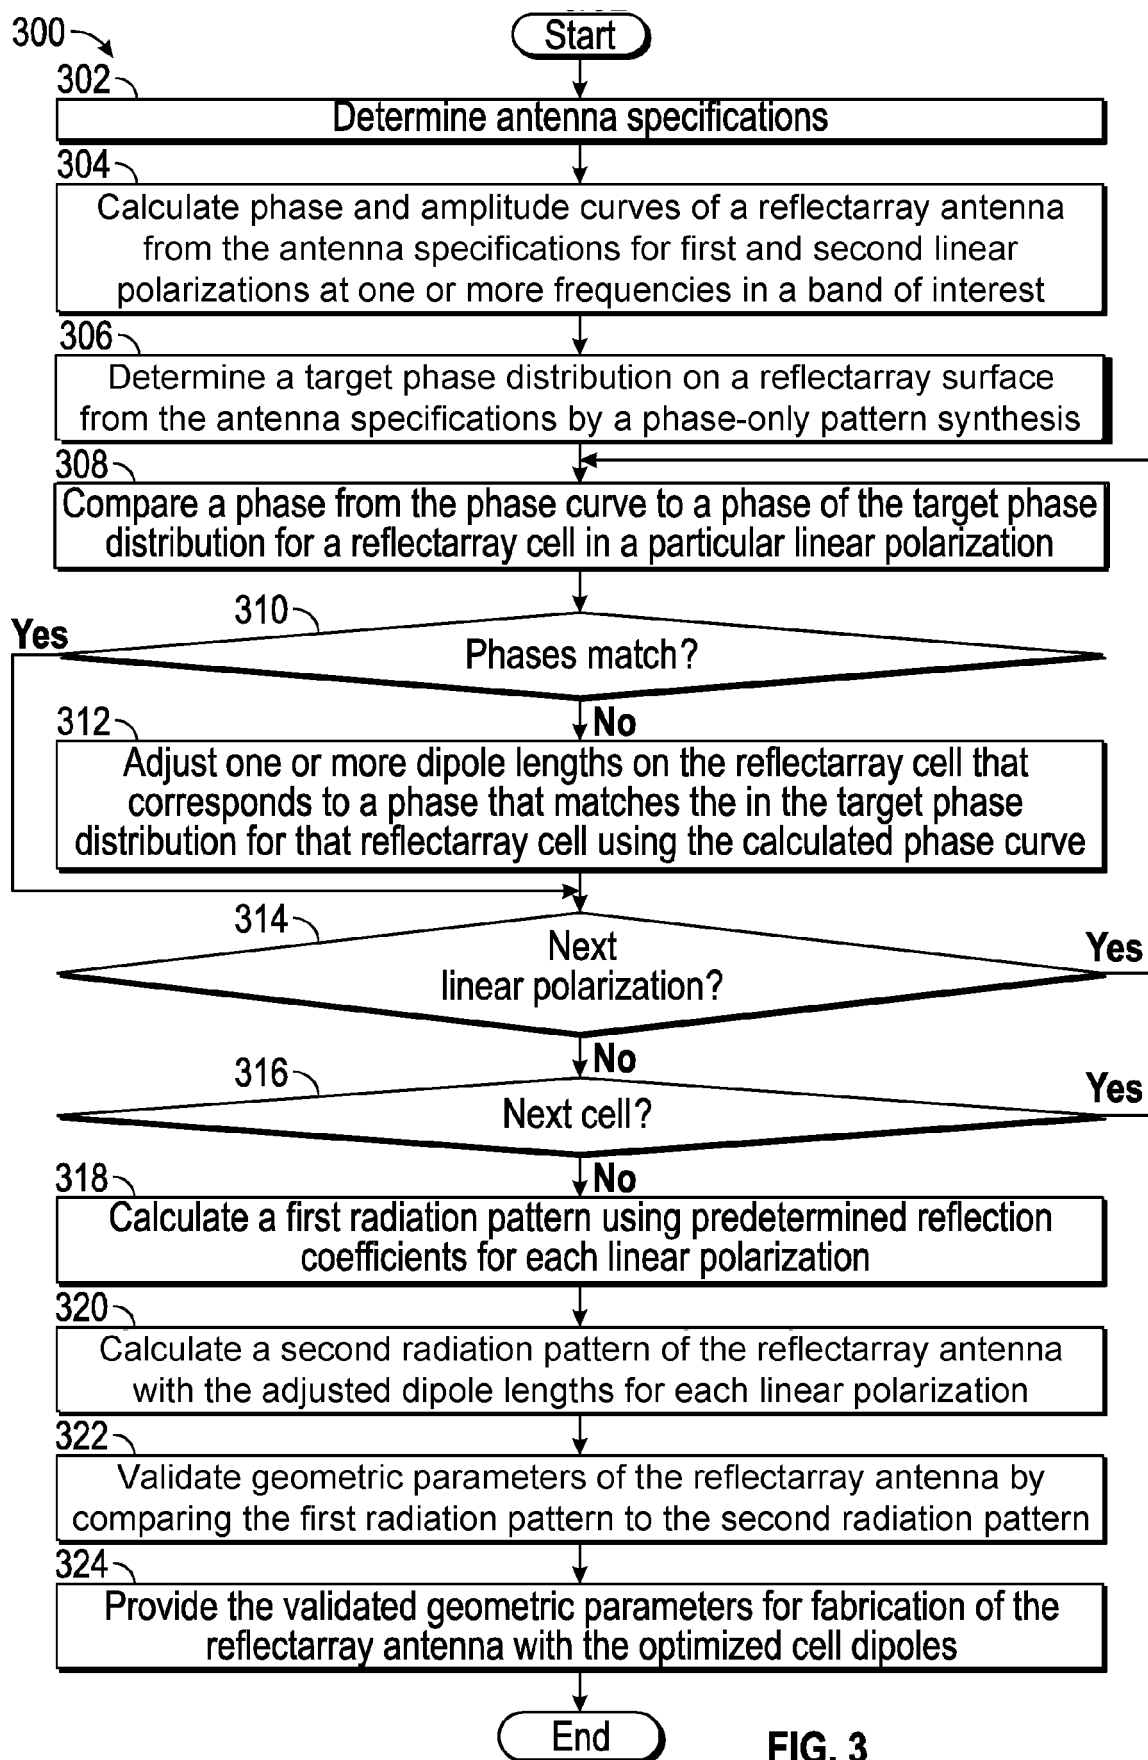 300
Start
302
Determine antenna specifications
304
Calculate phase and amplitude curves of a reflectarray antenna
from the antenna specifications for first and second linear
polarizations at one or more frequencies in a band of interest
306
Determine a target phase distribution on a reflectarray surface
from the antenna specifications by a phase-only pattern synthesis
308
Compare a phase from the phase curve to a phase of the target phase
distribution for a reflectarray cell in a particular linear polarization
310
Yes
Phases match?
No
312
Adjust one or more dipole lengths on the reflectarray cell that
corresponds to a phase that matches the in the target phase
distribution for that reflectarray cell using the calculated phase curve
314
Next
linear polarization?
Yes
No
316
Next cell?
Yes
No
318
Calculate a first radiation pattern using predetermined reflection
coefficients for each linear polarization
320
Calculate a second radiation pattern of the reflectarray antenna
with the adjusted dipole lengths for each linear polarization
322
Validate geometric parameters of the reflectarray antenna by
comparing the first radiation pattern to the second radiation pattern
324
Provide the validated geometric parameters for fabrication of the
reflectarray antenna with the optimized cell dipoles
End
FIG. 3